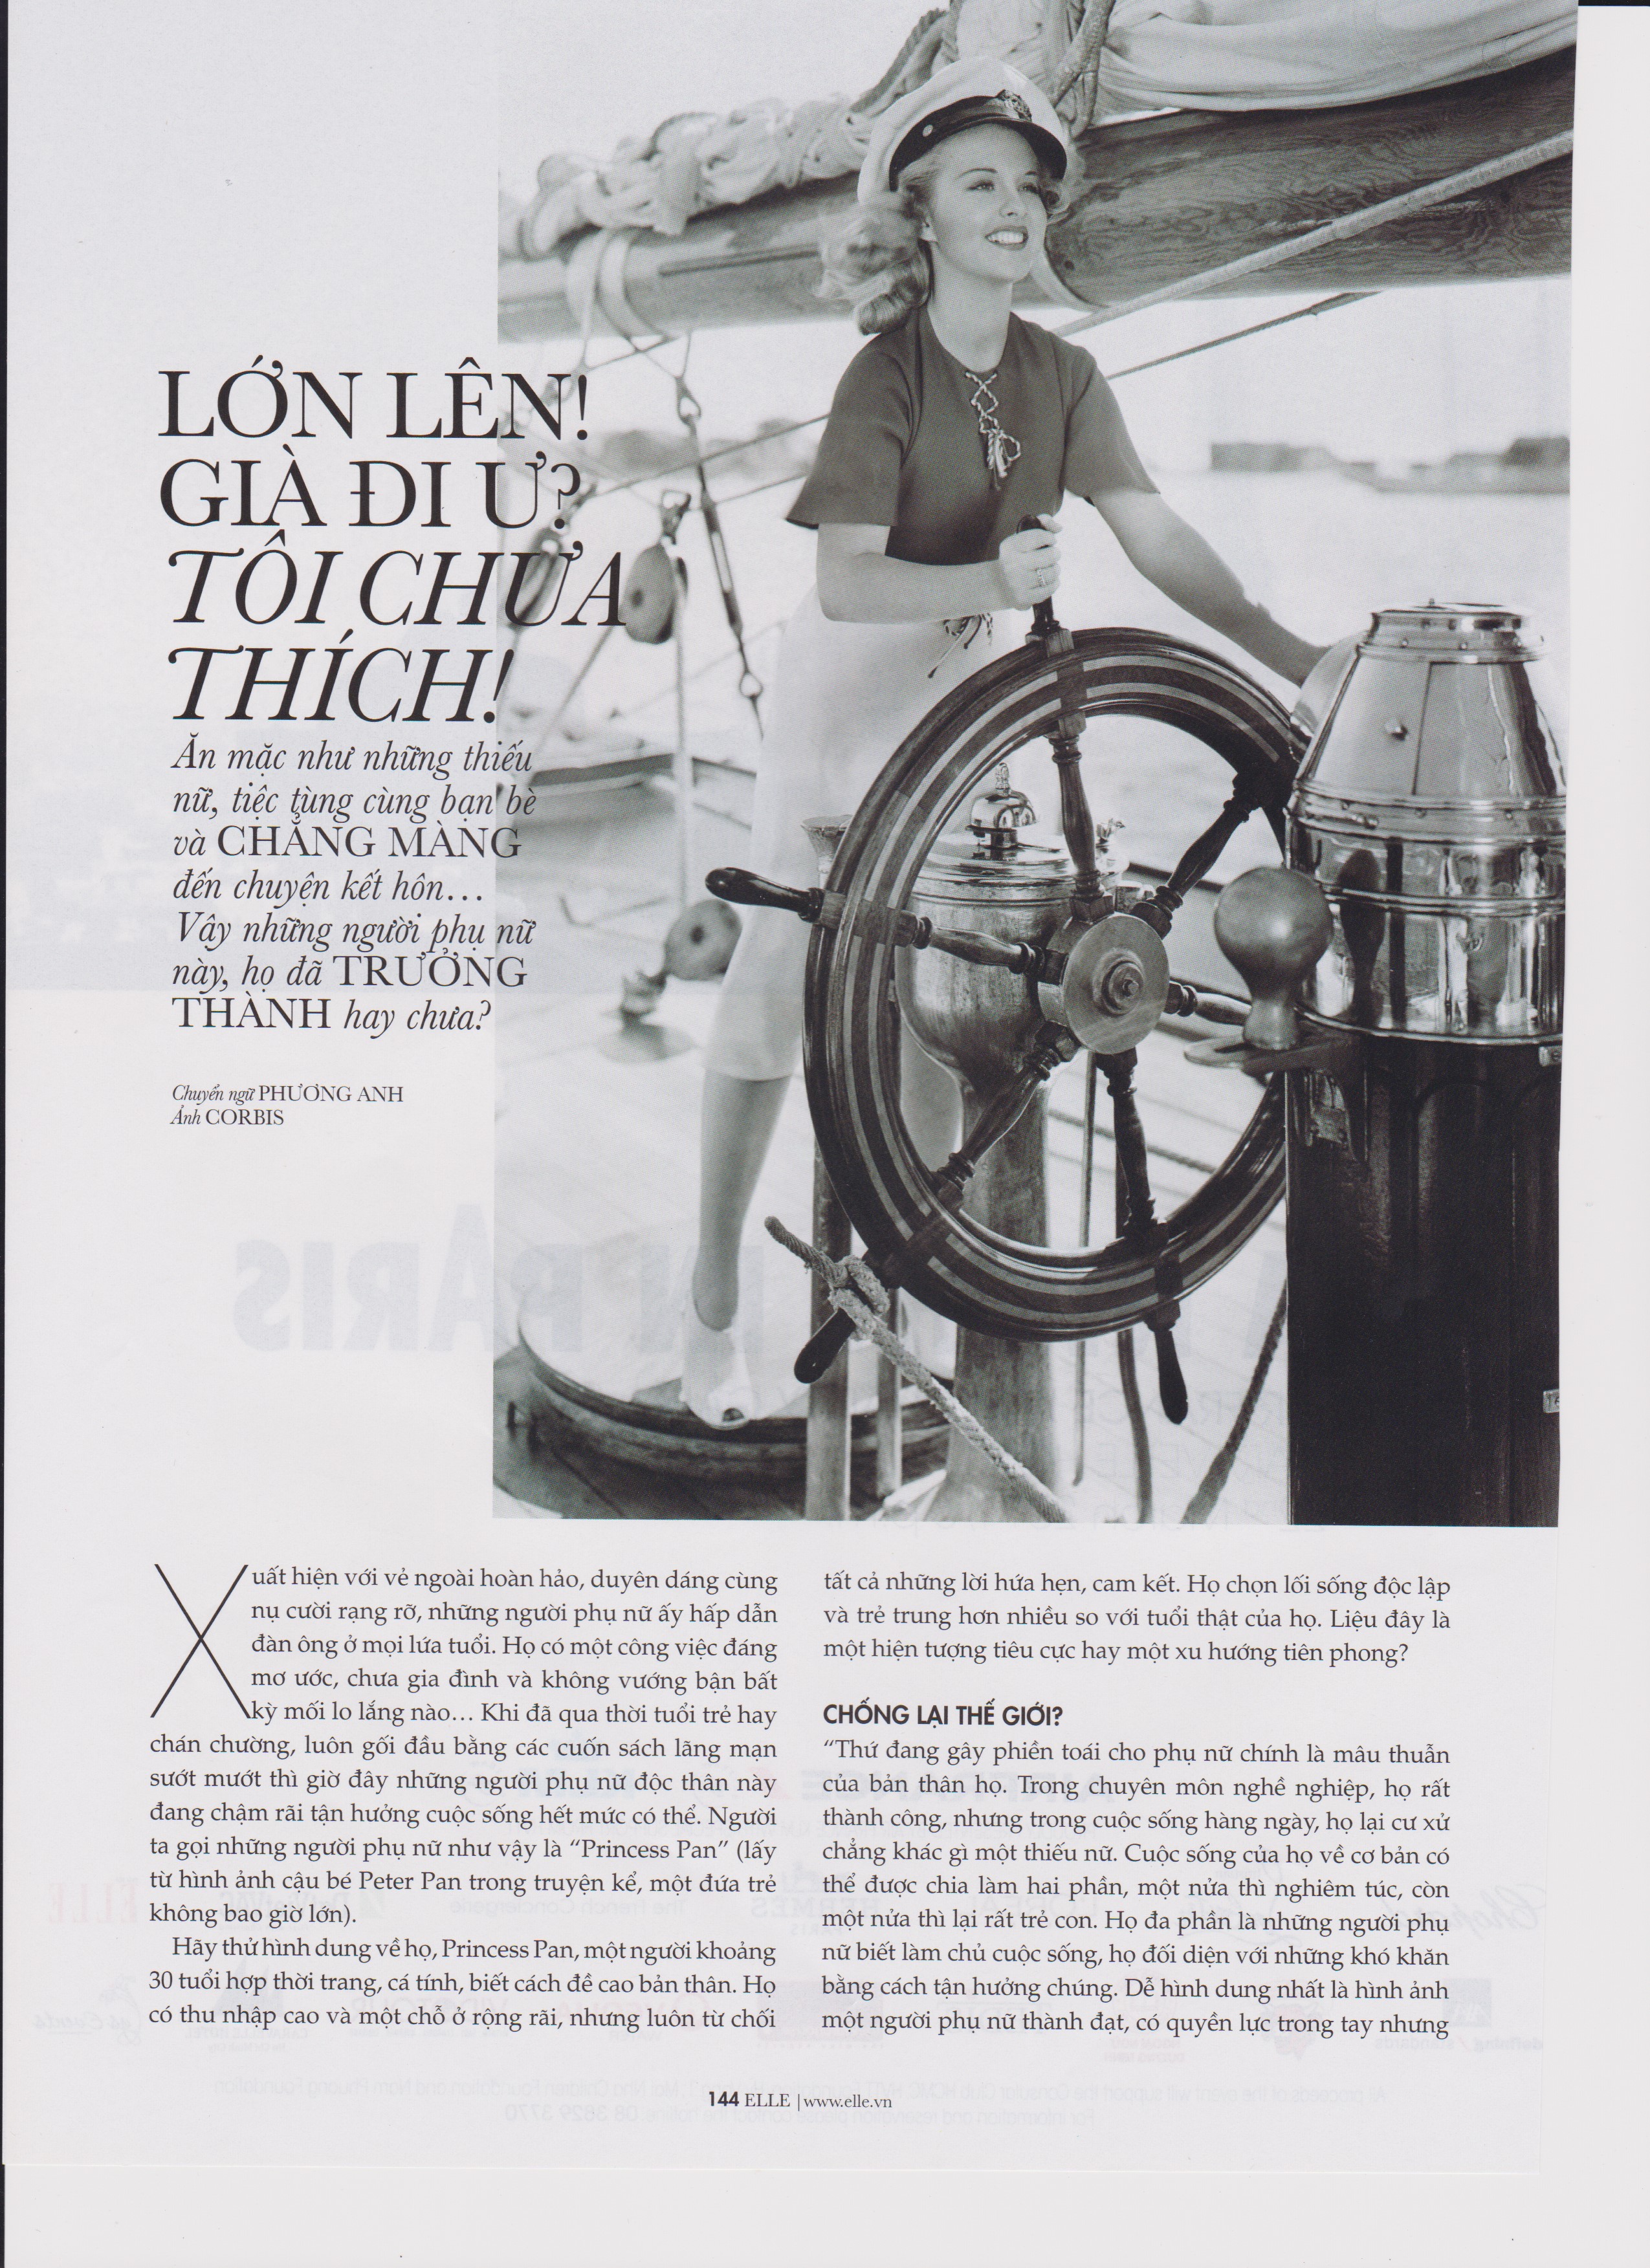 LỚN LÊN!
GIÀ ĐI Ư?
TÔI CHƯA
THÍCH!
Ăn mặc như những thiếu
nữ, tiệc tùng cùng bạn bè
và CHẲNG MÀNG
đến chuyện kết hôn…
Vậy những người phụ nữ
này, họ đã TRƯỞNG
THÀNH hay chưa?
Chuyển ngữ PHƯƠNG ANH
Ảnh CORBIS
Xuất hiện với vẻ ngoài hoàn hảo, duyên dáng cùng
nụ cười rạng rỡ, những người phụ nữ ấy hấp dẫn
đàn ông ở mọi lứa tuổi. Họ có một công việc đáng
mơ ước, chưa gia đình và không vướng bận bất
kỳ mối lo lắng nào… Khi đã qua thời tuổi trẻ hay
chán chường, luôn gối đầu bằng các cuốn sách lãng mạn
sướt mướt thì giờ đây những người phụ nữ độc thân này
đang chậm rãi tận hưởng cuộc sống hết mức có thể. Người
ta gọi những người phụ nữ như vậy là “Princess Pan” (lấy
từ hình ảnh cậu bé Peter Pan trong truyện kể, một đứa trẻ
không bao giờ lớn).
Hãy thử hình dung về họ, Princess Pan, một người khoảng
30 tuổi hợp thời trang, cá tính, biết cách đề cao bản thân. Họ
có thu nhập cao và một chỗ ở rộng rãi, nhưng luôn từ chối
tất cả những lời hứa hẹn, cam kết. Họ chọn lối sống độc lập
và trẻ trung hơn nhiều so với tuổi thật của họ. Liệu đây là
một hiện tượng tiêu cực hay một xu hướng tiên phong?
CHỐNG LẠI THẾ GIỚI?
“Thứ đang gây phiền toái cho phụ nữ chính là mâu thuẫn
của bản thân họ. Trong chuyên môn nghề nghiệp, họ rất
thành công, nhưng trong cuộc sống hàng ngày, họ lại cư xử
chẳng khác gì một thiếu nữ. Cuộc sống của họ về cơ bản có
thể được chia làm hai phần, một nửa thì nghiêm túc, còn
một nửa thì lại rất trẻ con. Họ đa phần là những người phụ
nữ biết làm chủ cuộc sống, họ đối diện với những khó khăn
bằng cách tận hưởng chúng. Dễ hình dung nhất là hình ảnh
một người phụ nữ thành đạt, có quyền lực trong tay nhưng
144 ELLE | www.elle.vn